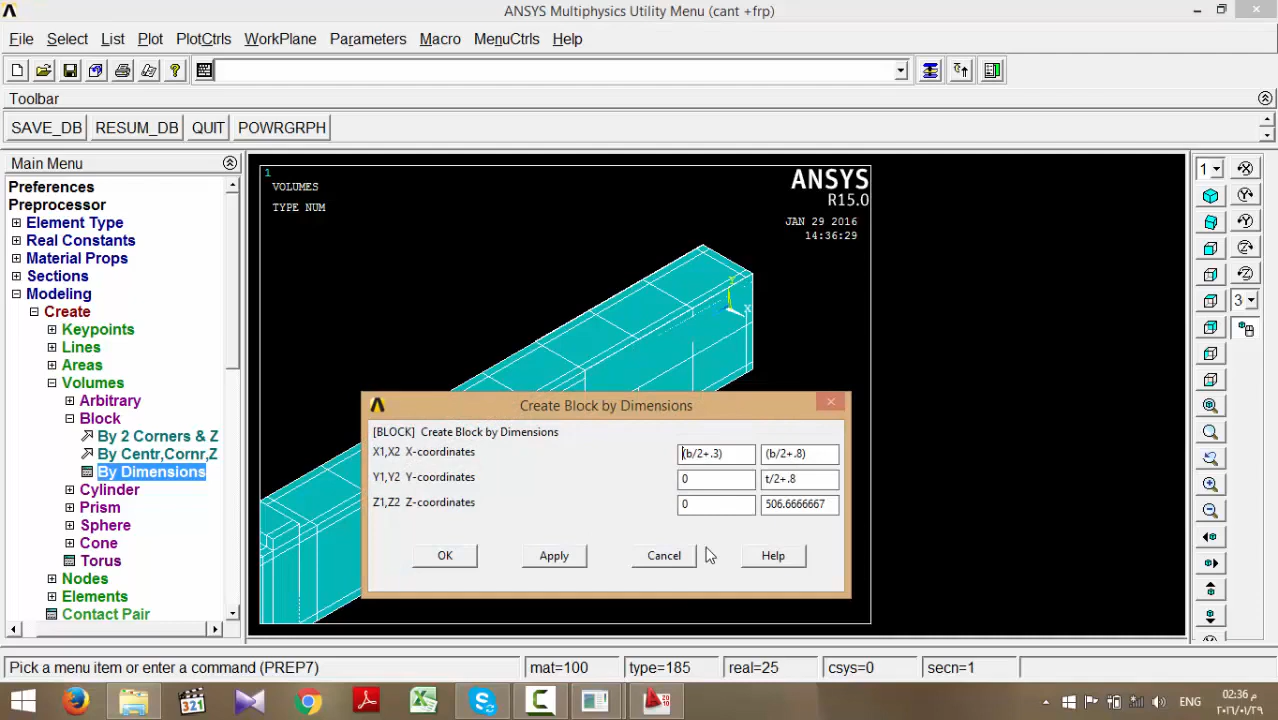 ANSYS Multiphysics Utility Menu (cant +frp)
File Select List Plot PlotCtrls WorkPlane Parameters Macro MenuCtrls Help
Toolbar
SAVE_DB RESUM_DB QUIT POWRGRPH
Main Menu
Preferences
Preprocessor
Element Type
Real Constants
Material Props
Sections
Modeling
Create
Keypoints
Lines
Areas
Volumes
Arbitrary
Block
By 2 Corners & Z
By Centr,Cornr,Z
By Dimensions
Cylinder
Prism
Sphere
Cone
Torus
Nodes
Elements
Contact Pair
1
VOLUMES
TYPE NUM
ANSYS
R15.0
JAN 29 2016
14:36:29
Y
X
Create Block by Dimensions
[BLOCK] Create Block by Dimensions
X1,X2 X-coordinates (b/2+.3) (b/2+.8)
Y1,Y2 Y-coordinates 0 t/2+.8
Z1,Z2 Z-coordinates 0 506.6666667
OK Apply Cancel Help
1
3
Pick a menu item or enter a command (PREP7) mat=100 type=185 real=25 csys=0 secn=1
ENG
02:36 م
٢٠١٦/٠١/٢٩